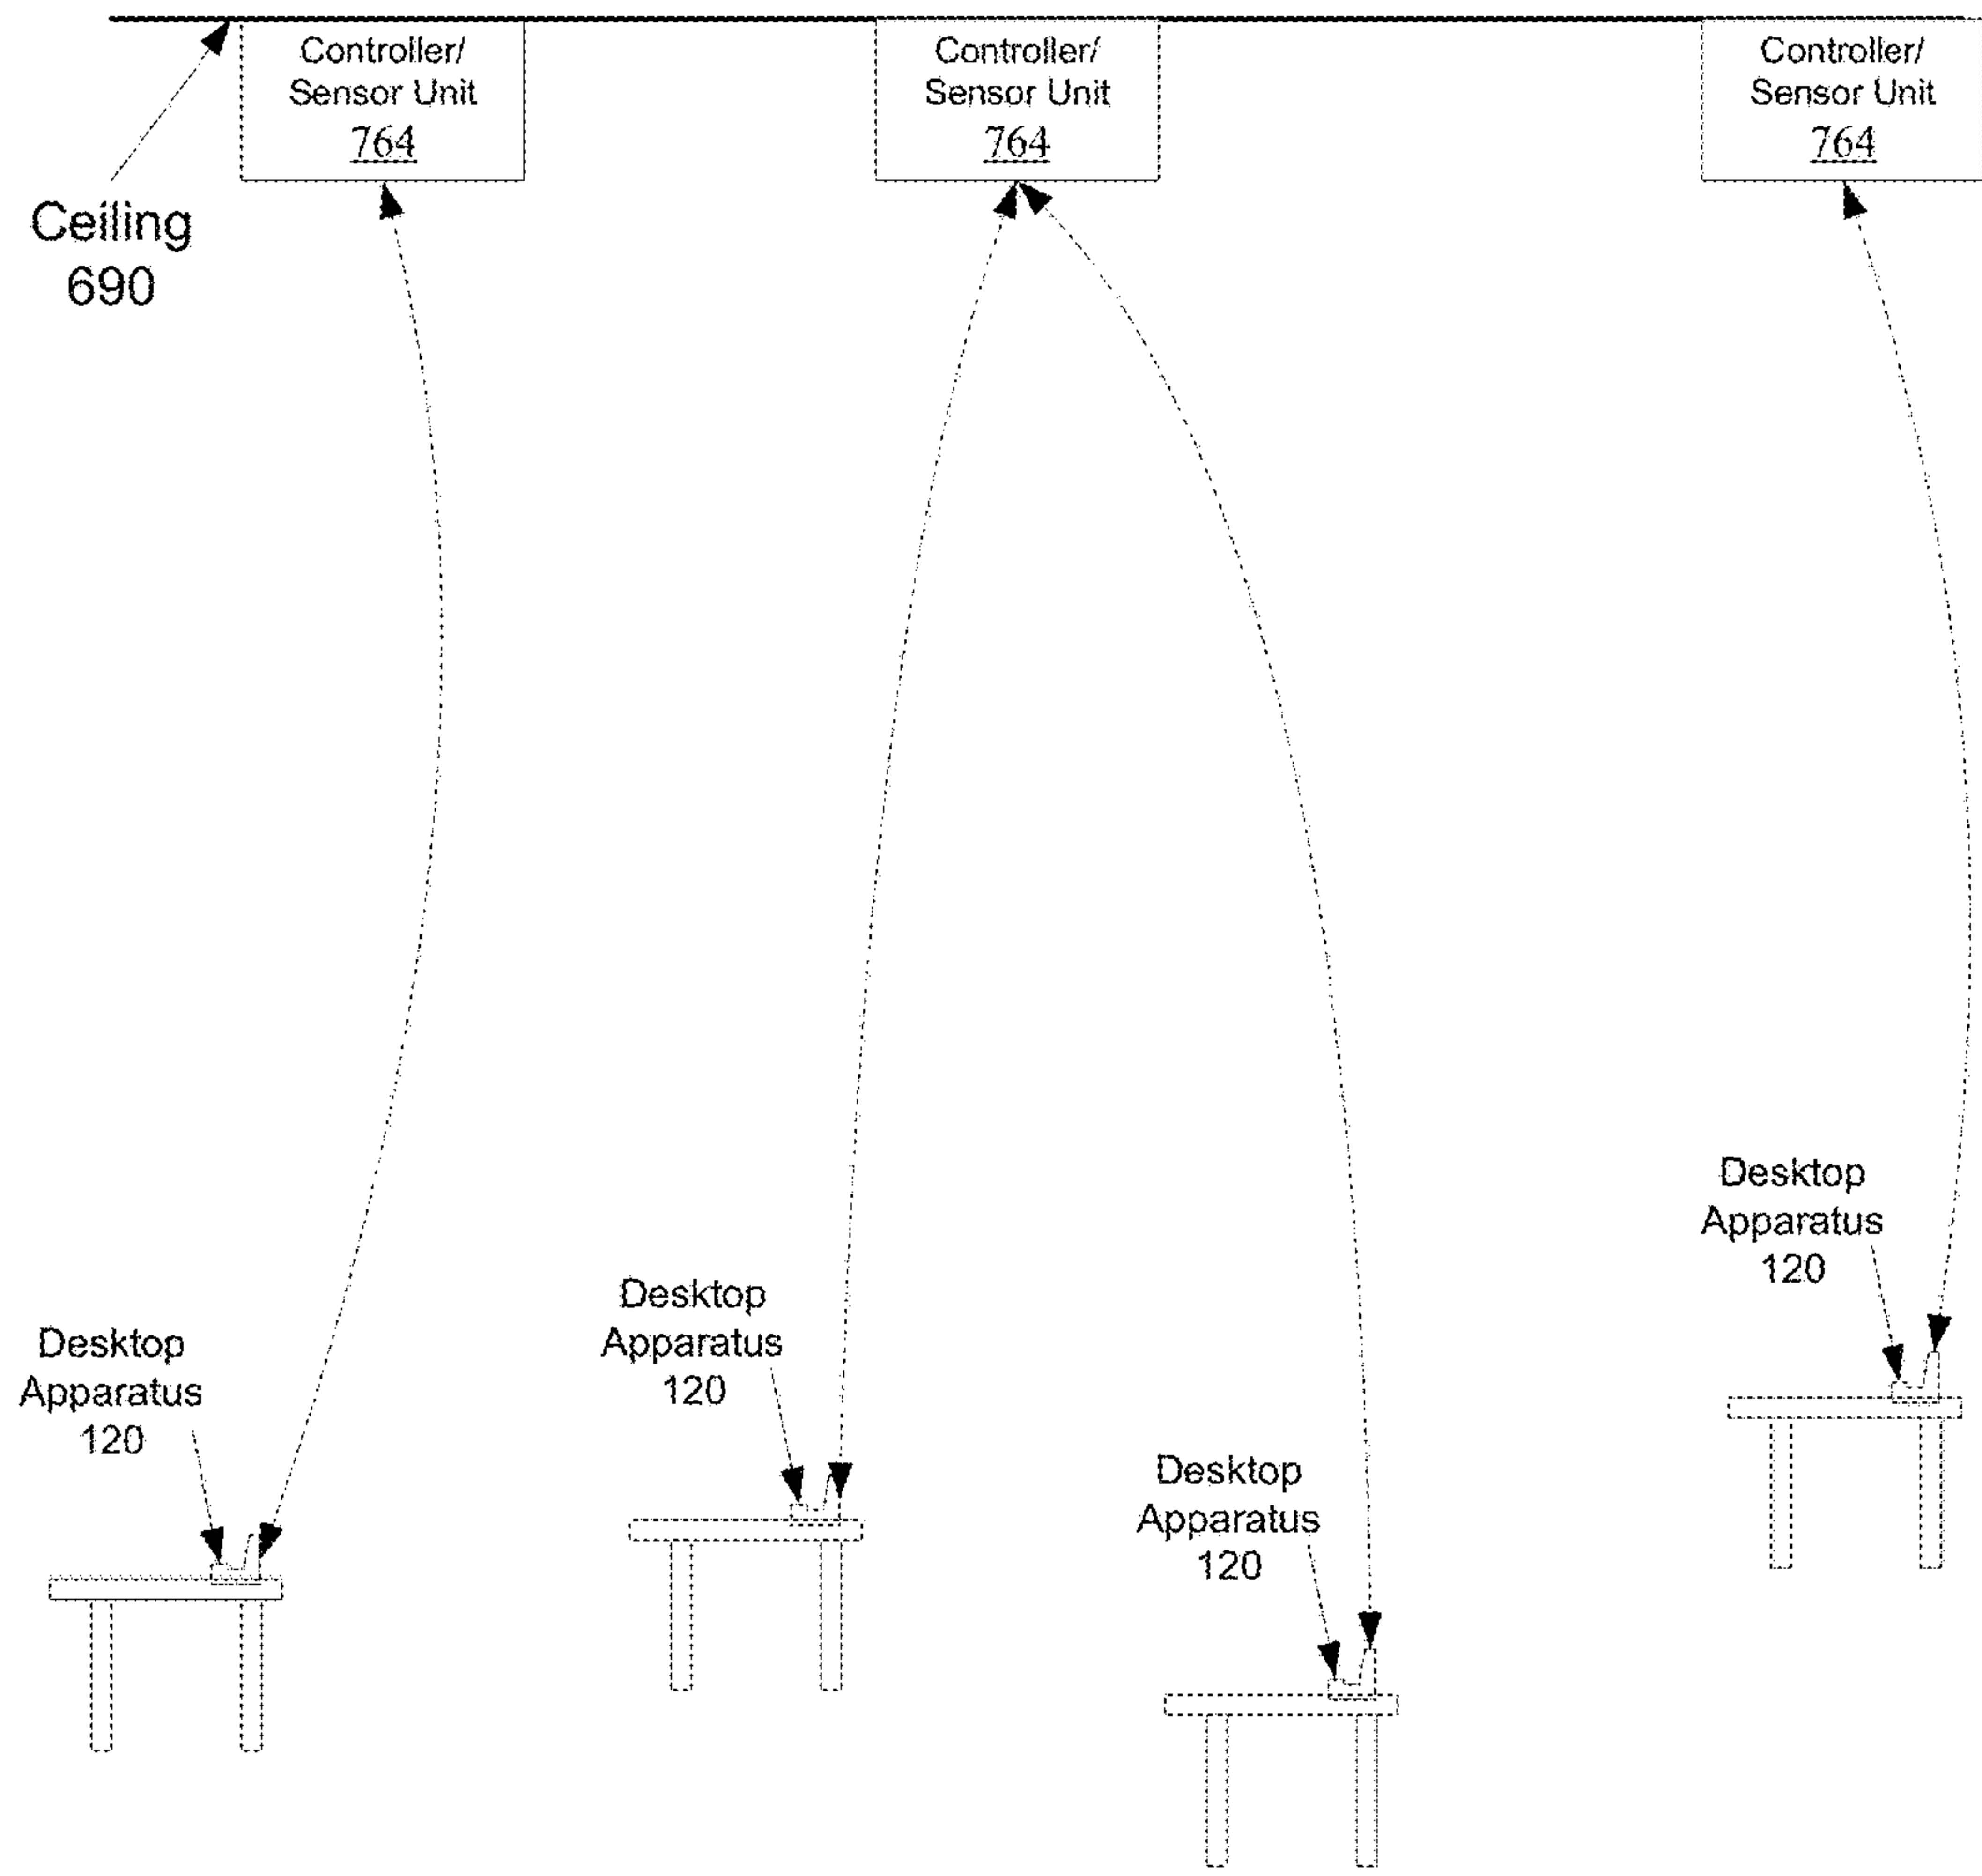 Controller/
Sensor Unit
764
Controller/
Sensor Unit
764
Controller/
Sensor Unit
764
Ceiling
690
Desktop
Apparatus
120
Desktop
Apparatus
120
Desktop
Apparatus
120
Desktop
Apparatus
120